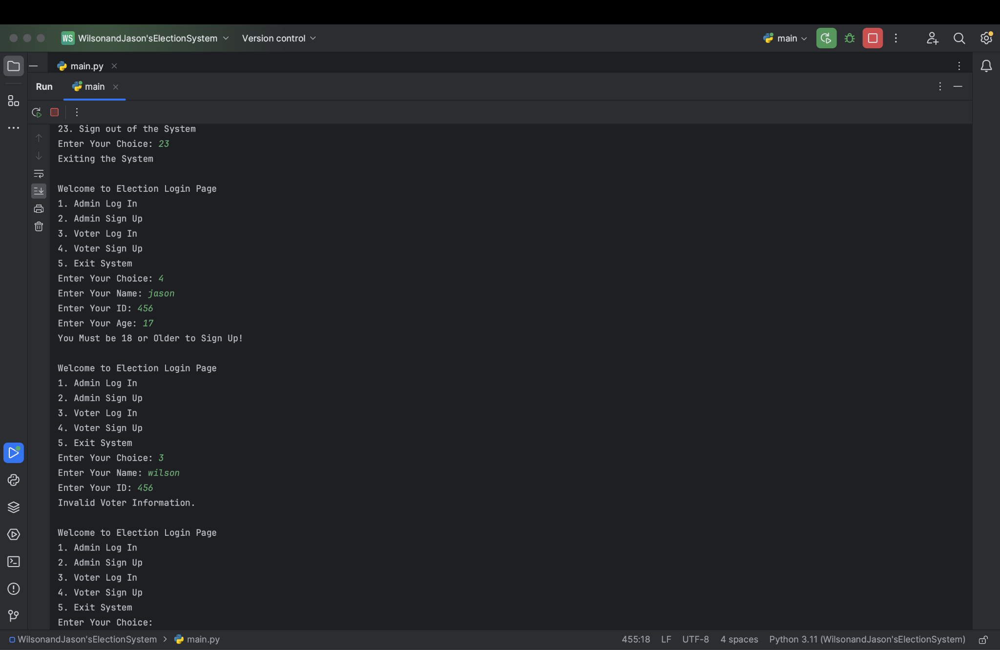 WS WilsonandJason'sElectionSystem Version control main
main.py
Run main
23. Sign out of the System
Enter Your Choice: 23
Exiting the System
Welcome to Election Login Page
1. Admin Log In
2. Admin Sign Up
3. Voter Log In
4. Voter Sign Up
5. Exit System
Enter Your Choice: 4
Enter Your Name: jason
Enter Your ID: 456
Enter Your Age: 17
You Must be 18 or Older to Sign Up!
Welcome to Election Login Page
1. Admin Log In
2. Admin Sign Up
3. Voter Log In
4. Voter Sign Up
5. Exit System
Enter Your Choice: 3
Enter Your Name: wilson
Enter Your ID: 456
Invalid Voter Information.
Welcome to Election Login Page
1. Admin Log In
2. Admin Sign Up
3. Voter Log In
4. Voter Sign Up
5. Exit System
Enter Your Choice:
WilsonandJason'sElectionSystem > main.py 455:18 LF UTF-8 4 spaces Python 3.11 (WilsonandJason'sElectionSystem)